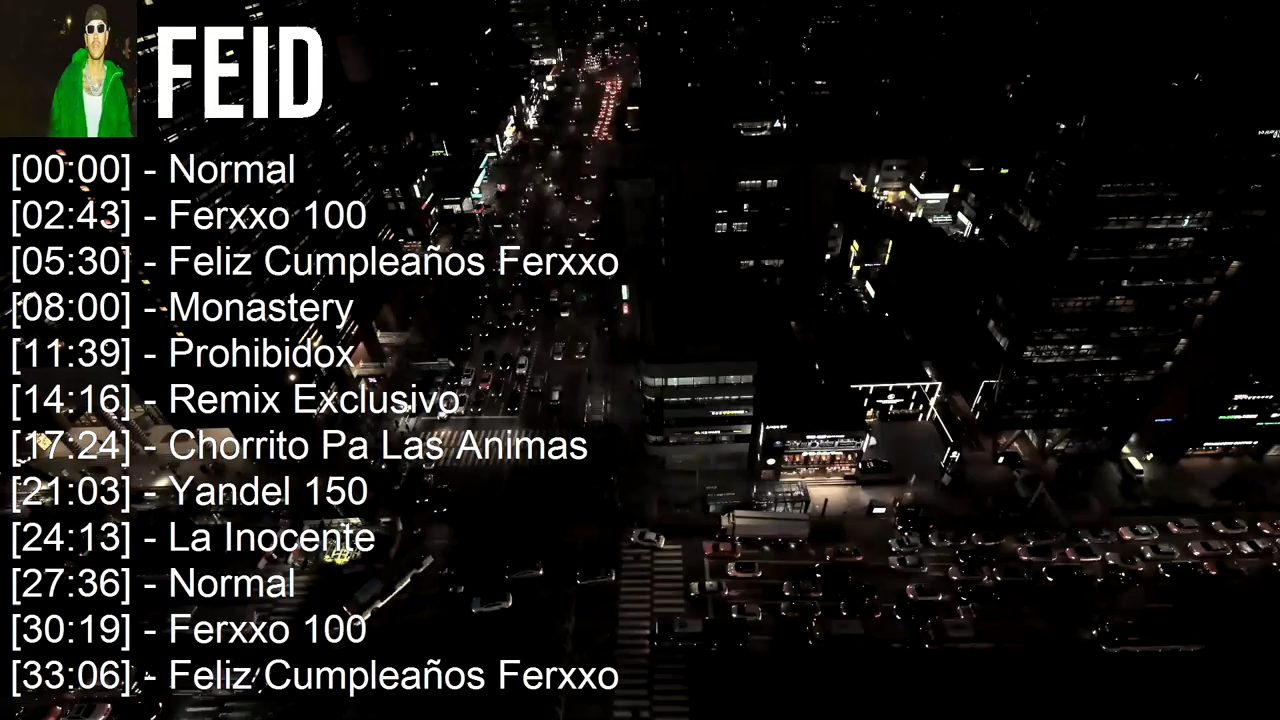 FEID
[00:00] - Normal
[02:43] - Ferxxo 100
[05:30] - Feliz Cumpleaños Ferxxo
[08:00] - Monastery
[11:39] - Prohibidox
[14:16] - Remix Exclusivo
[17:24] - Chorrito Pa Las Animas
[21:03] - Yandel 150
[24:13] - La Inocente
[27:36] - Normal
[30:19] - Ferxxo 100
[33:06] - Feliz Cumpleaños Ferxxo